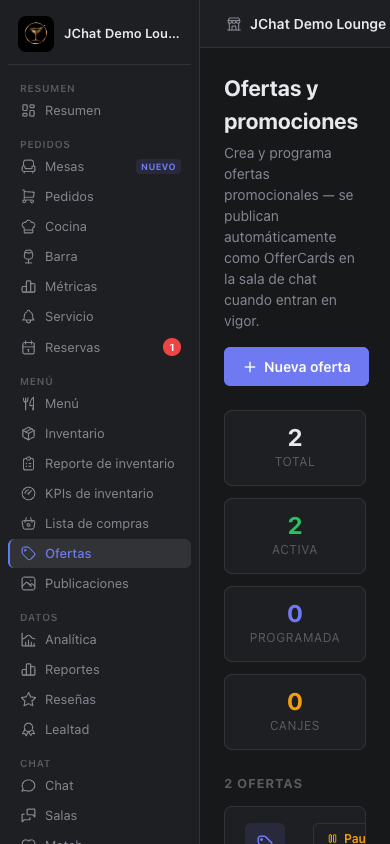 JChat Demo Lou...
RESUMEN
Resumen
PEDIDOS
Mesas NUEVO
Pedidos
Cocina
Barra
Métricas
Servicio
Reservas 1
MENÚ
Menú
Inventario
Reporte de inventario
KPIs de inventario
Lista de compras
Ofertas
Publicaciones
DATOS
Analítica
Reportes
Reseñas
Lealtad
CHAT
Chat
Salas
Match
JChat Demo Lounge
Ofertas y
promociones
Crea y programa
ofertas
promocionales — se
publican
automáticamente
como OfferCards en
la sala de chat
cuando entran en
vigor.
+ Nueva oferta
2
TOTAL
2
ACTIVA
0
PROGRAMADA
0
CANJES
2 OFERTAS
Pau